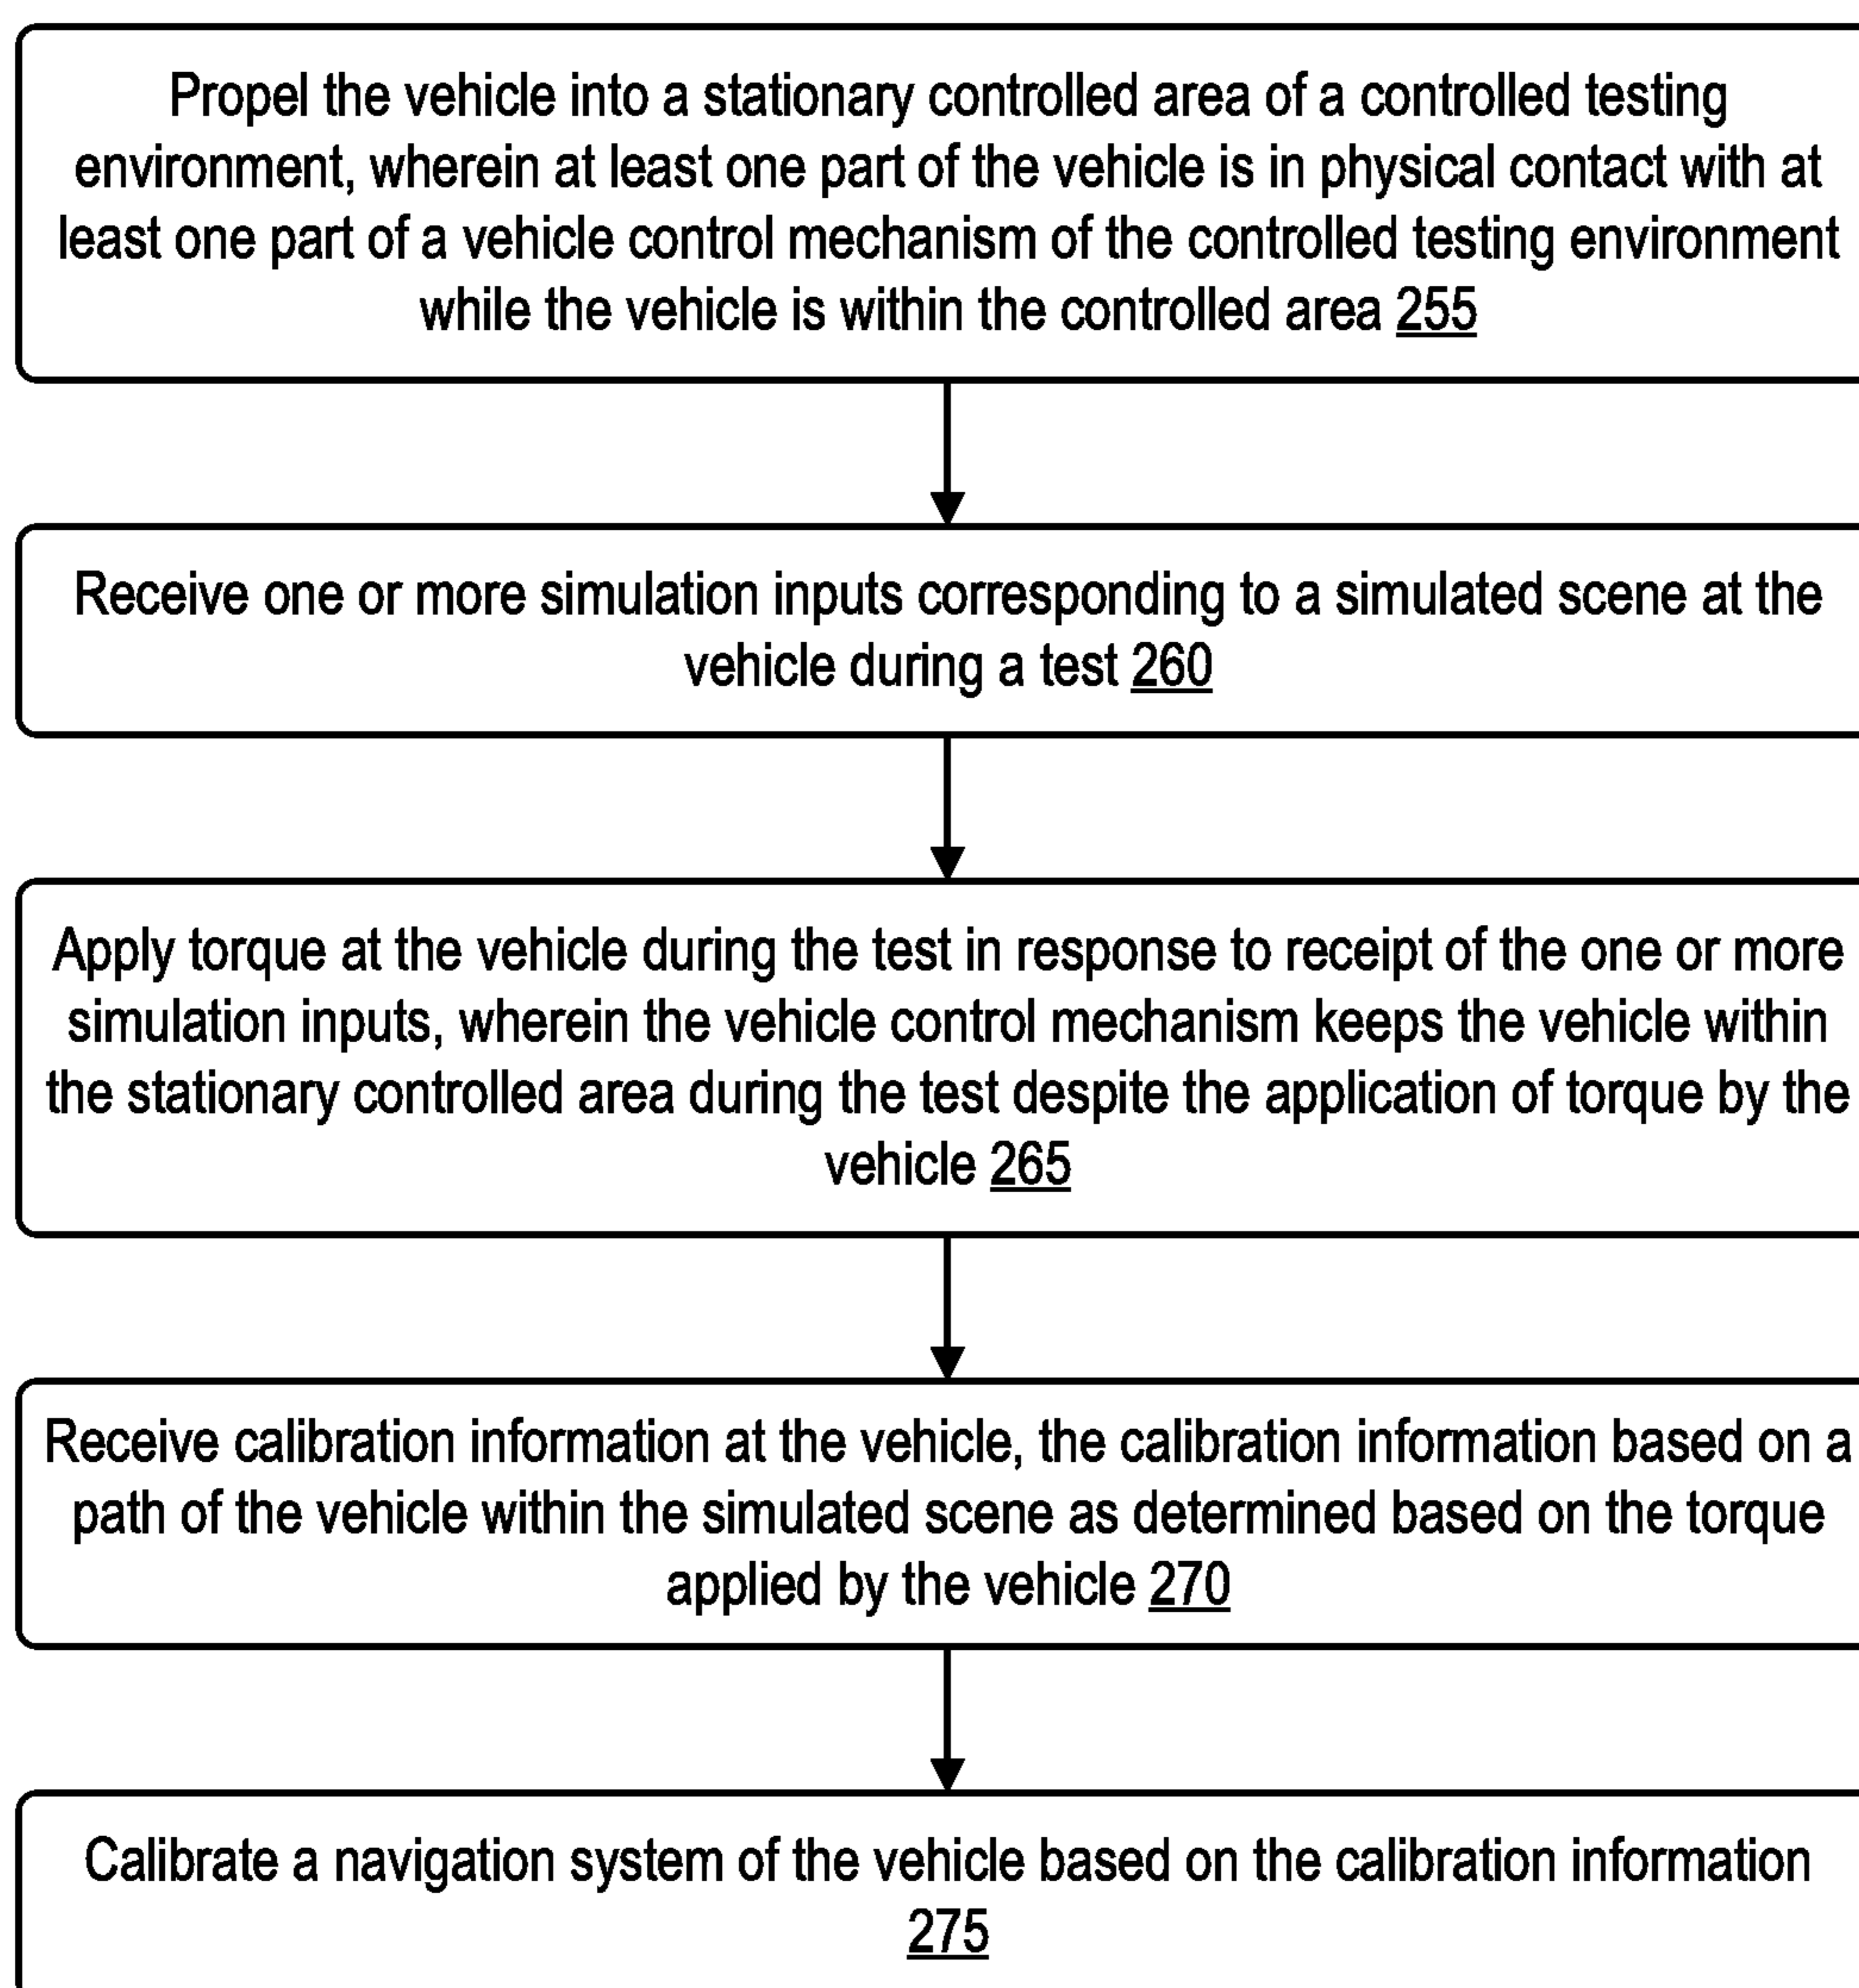 Propel the vehicle into a stationary controlled area of a controlled testing
environment, wherein at least one part of the vehicle is in physical contact with at
least one part of a vehicle control mechanism of the controlled testing environment
while the vehicle is within the controlled area 255
Receive one or more simulation inputs corresponding to a simulated scene at the
vehicle during a test 260
Apply torque at the vehicle during the test in response to receipt of the one or more
simulation inputs, wherein the vehicle control mechanism keeps the vehicle within
the stationary controlled area during the test despite the application of torque by the
vehicle 265
Receive calibration information at the vehicle, the calibration information based on a
path of the vehicle within the simulated scene as determined based on the torque
applied by the vehicle 270
Calibrate a navigation system of the vehicle based on the calibration information
275